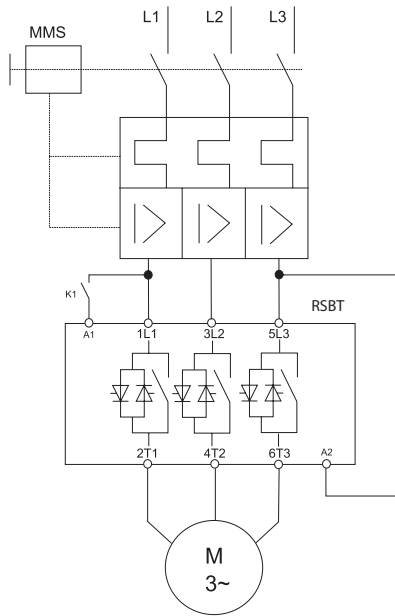 L1 L2 L3
MMS
K1
RSBT
A1 1L1 3L2 5L3
2T1 4T2 6T3 A2
M
3~